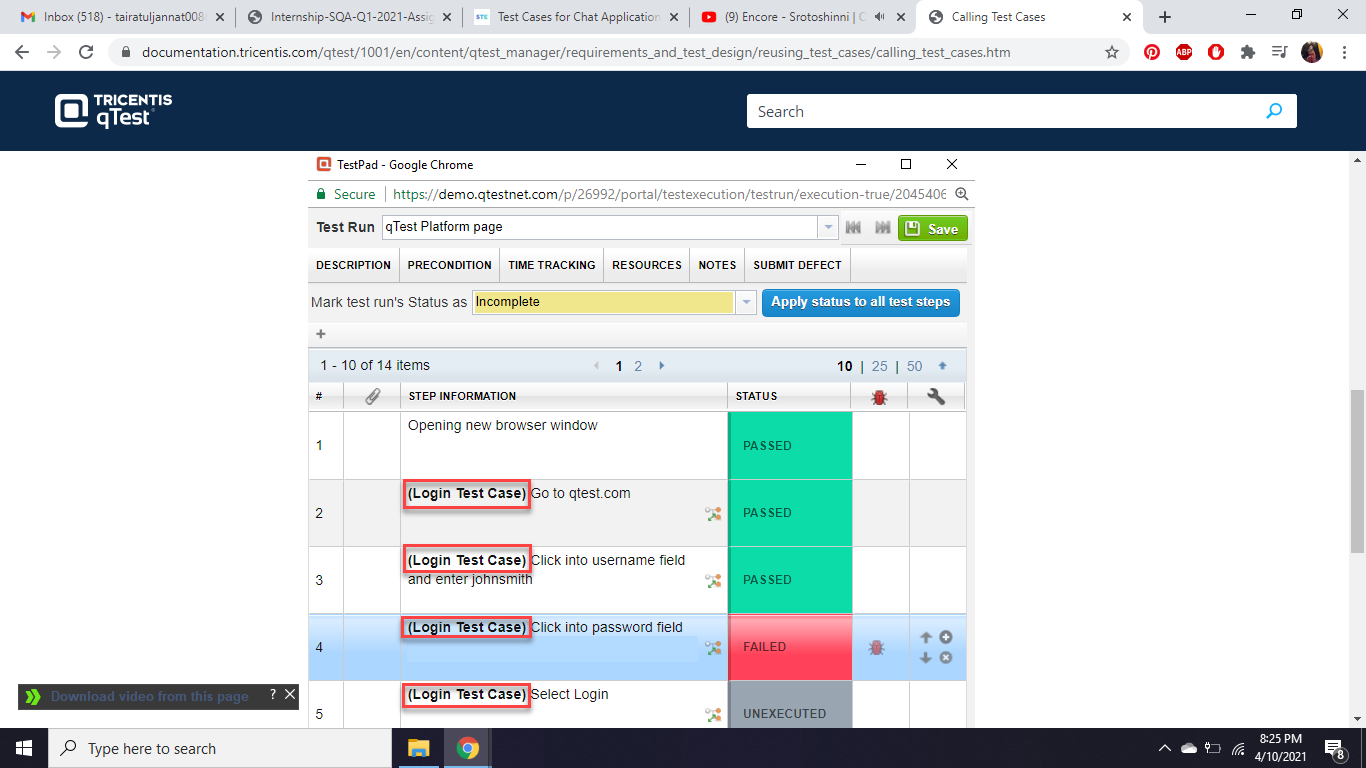 Inbox (518) - tairatuljannat008
Internship-SQA-Q1-2021-Assig
STE
Test Cases for Chat Application
(9) Encore - Srotoshinni | C
Calling Test Cases
documentation.tricentis.com/qtest/1001/en/content/qtest_manager/requirements_and_test_design/reusing_test_cases/calling_test_cases.htm
ABP
TRICENTIS
qTest
Search
TestPad - Google Chrome
Secure
https://demo.qtestnet.com/p/26992/portal/testexecution/testrun/execution-true/2045406
Test Run
qTest Platform page
Save
DESCRIPTION PRECONDITION TIME TRACKING RESOURCES NOTES SUBMIT DEFECT
Mark test run's Status as
Incomplete
Apply status to all test steps
+
1 - 10 of 14 items
1 2
10 | 25 | 50
# STEP INFORMATION STATUS
1 Opening new browser window PASSED
2 (Login Test Case) Go to qtest.com PASSED
3 (Login Test Case) Click into username field
and enter johnsmith
PASSED
4 (Login Test Case) Click into password field FAILED
5 (Login Test Case) Select Login UNEXECUTED
Download video from this page ?
Type here to search
8:25 PM
4/10/2021
8